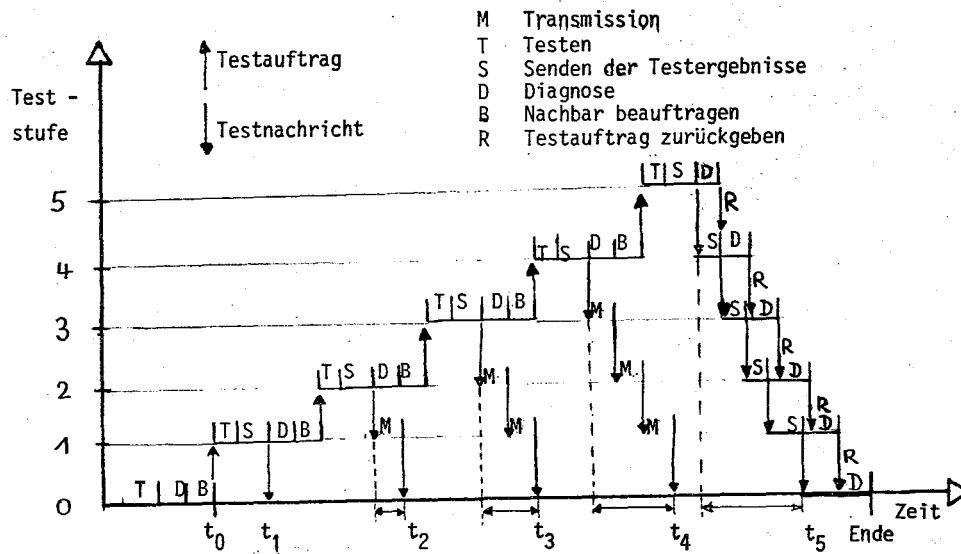 M Transmission
T Testen
S Senden der Testergebnisse
D Diagnose
B Nachbar beauftragen
R Testauftrag zurückgeben
Testauftrag
Testnachricht
Test -
stufe
5
T S D
R
4
T S D B
S D
R
3
T S D B
M
S D
R
2
T S D B
M
M
S D
R
1
T S D B
M
M
M
S D
R
0
T D B
D
Zeit
t0 t1 t2 t3 t4 t5 Ende